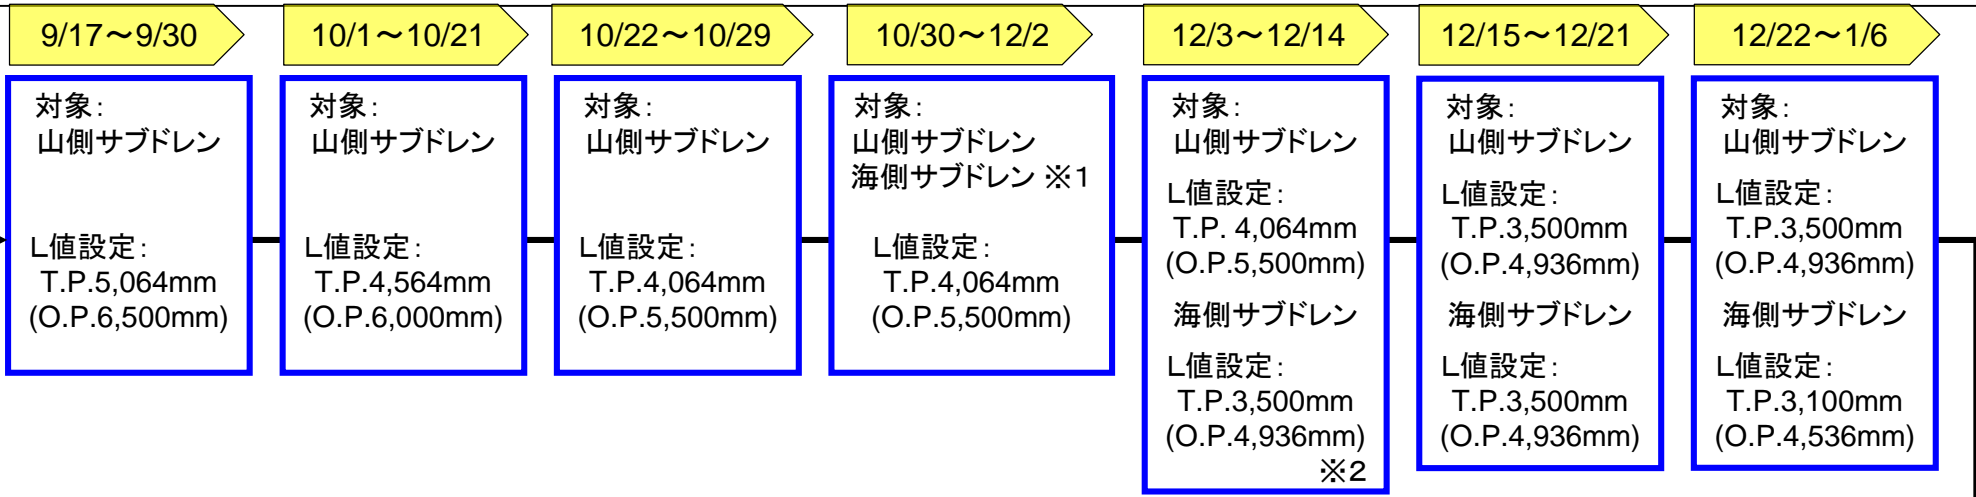 9/17～9/30
対象：
山側サブドレン
L値設定：
T.P.5,064mm
(O.P.6,500mm)
10/1～10/21
対象：
山側サブドレン
L値設定：
T.P.4,564mm
(O.P.6,000mm)
10/22～10/29
対象：
山側サブドレン
L値設定：
T.P.4,064mm
(O.P.5,500mm)
10/30～12/2
対象：
山側サブドレン
海側サブドレン ※1
L値設定：
T.P.4,064mm
(O.P.5,500mm)
12/3～12/14
対象：
山側サブドレン
L値設定：
T.P. 4,064mm
(O.P.5,500mm)
海側サブドレン
L値設定：
T.P.3,500mm
(O.P.4,936mm)
※2
12/15～12/21
対象：
山側サブドレン
L値設定：
T.P.3,500mm
(O.P.4,936mm)
海側サブドレン
L値設定：
T.P.3,500mm
(O.P.4,936mm)
12/22～1/6
対象：
山側サブドレン
L値設定：
T.P.3,500mm
(O.P.4,936mm)
海側サブドレン
L値設定：
T.P.3,100mm
(O.P.4,536mm)